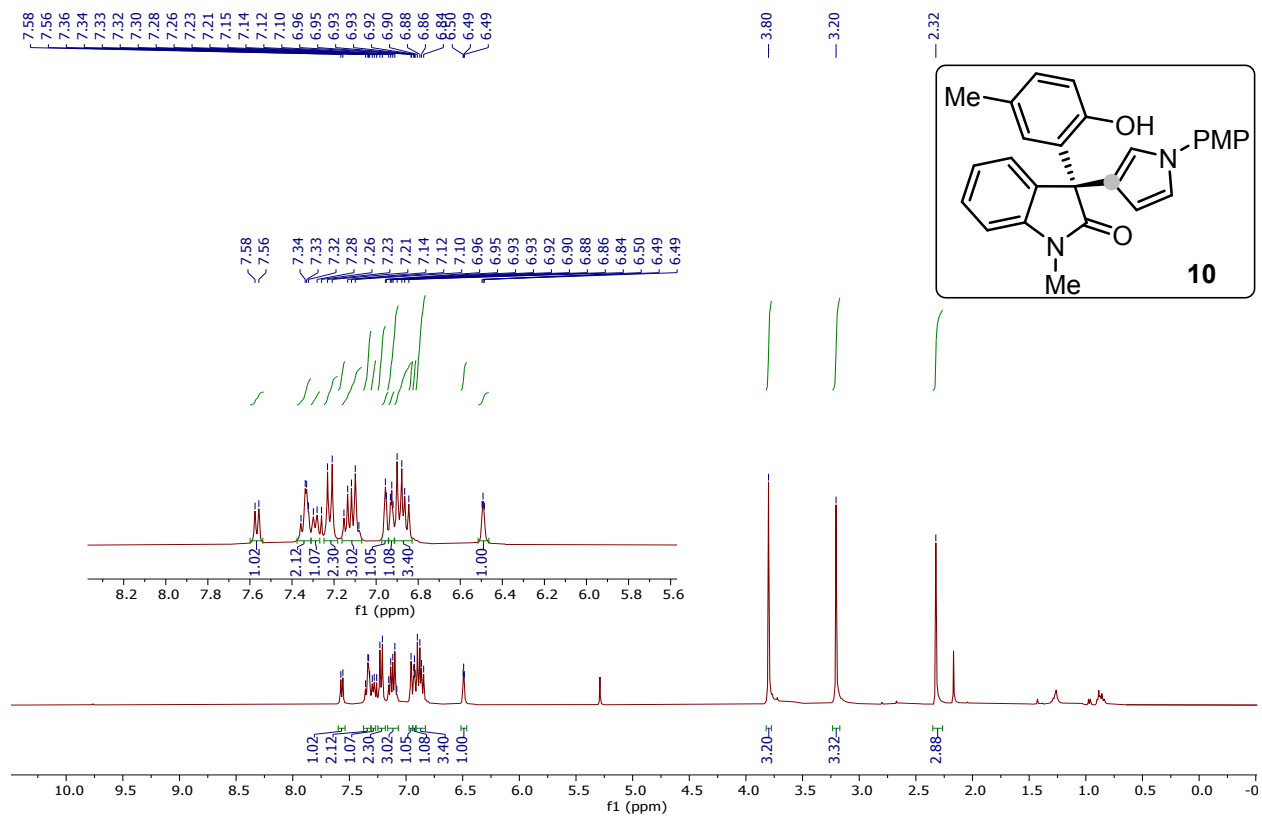 7.58 7.56 7.36 7.34 7.33 7.32 7.30 7.28 7.26 7.23 7.21 7.15 7.14 7.12 7.10 6.96 6.95 6.93 6.93 6.92 6.90 6.88 6.86 6.84 6.50 6.49 6.49
3.80
3.20
2.32
Me
OH
PMP
N
N
O
Me
10
7.58 7.56 7.34 7.33 7.32 7.28 7.26 7.23 7.21 7.14 7.12 7.10 6.96 6.95 6.93 6.93 6.92 6.90 6.88 6.86 6.84 6.50 6.49 6.49
1.02 2.12 1.07 2.30 3.02 1.05 1.08 3.40 1.00
8.2 8.0 7.8 7.6 7.4 7.2 7.0 6.8 6.6 6.4 6.2 6.0 5.8 5.6
f1 (ppm)
1.02 2.12 1.07 2.30 3.02 1.05 1.08 3.40 1.00 3.20 3.32 2.88
10.0 9.5 9.0 8.5 8.0 7.5 7.0 6.5 6.0 5.5 5.0 4.5 4.0 3.5 3.0 2.5 2.0 1.5 1.0 0.5 0.0 -0
f1 (ppm)